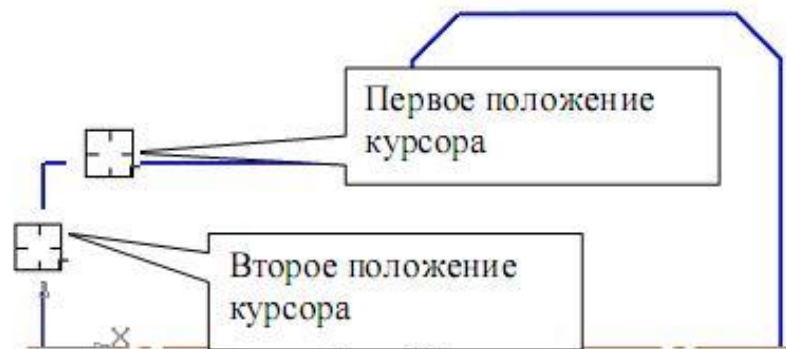 Первое положение
курсора
Второе положение
курсора
X